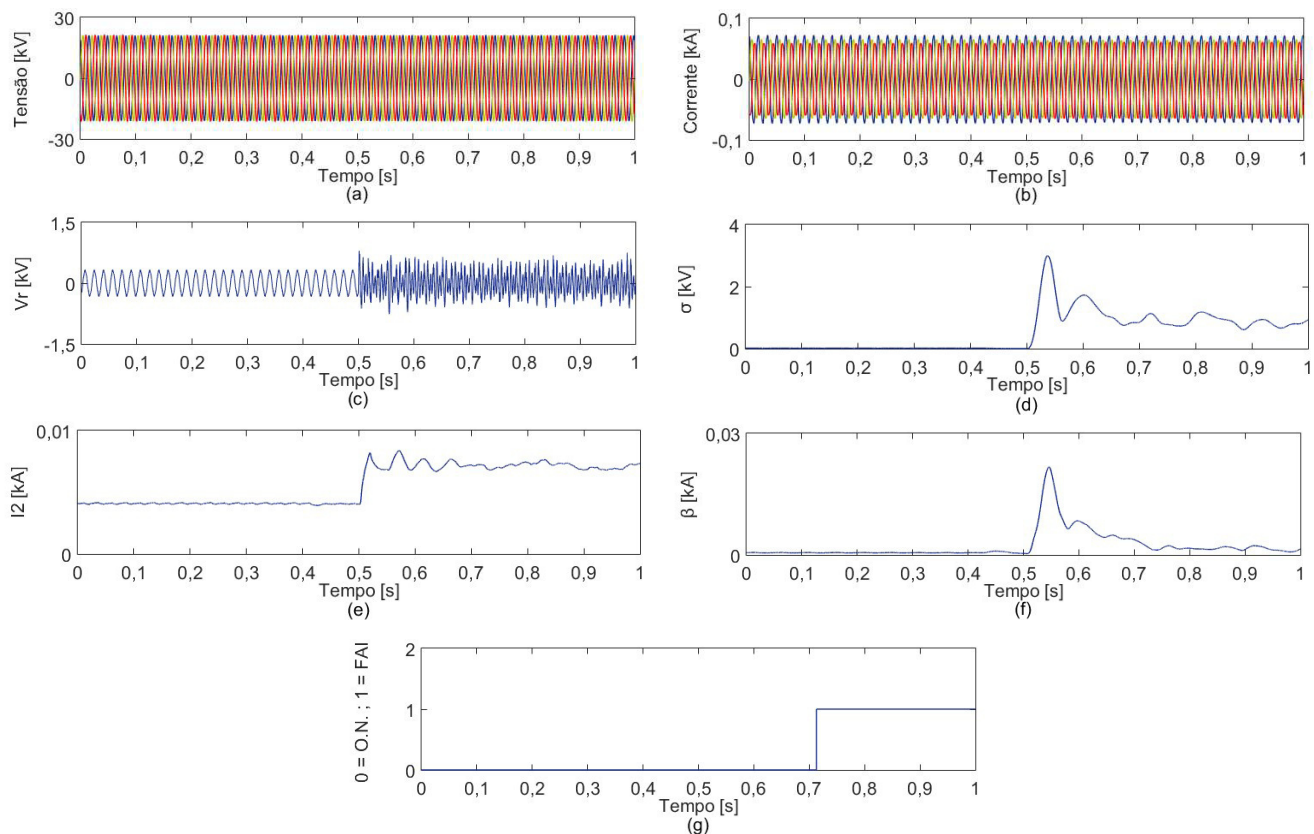 30
0
-30
Tensão [kV]
0 0,1 0,2 0,3 0,4 0,5 0,6 0,7 0,8 0,9 1
Tempo [s]
(a)
0,1
0
-0,1
Corrente [kA]
0 0,1 0,2 0,3 0,4 0,5 0,6 0,7 0,8 0,9 1
Tempo [s]
(b)
1,5
0
-1,5
Vr [kV]
0 0,1 0,2 0,3 0,4 0,5 0,6 0,7 0,8 0,9 1
Tempo [s]
(c)
4
2
0
σ [kV]
0 0,1 0,2 0,3 0,4 0,5 0,6 0,7 0,8 0,9 1
Tempo [s]
(d)
0,01
0
I2 [kA]
0 0,1 0,2 0,3 0,4 0,5 0,6 0,7 0,8 0,9 1
Tempo [s]
(e)
0,03
0
β [kA]
0 0,1 0,2 0,3 0,4 0,5 0,6 0,7 0,8 0,9 1
Tempo [s]
(f)
2
1
0
0 = O.N. ; 1 = FAI
0 0,1 0,2 0,3 0,4 0,5 0,6 0,7 0,8 0,9 1
Tempo [s]
(g)